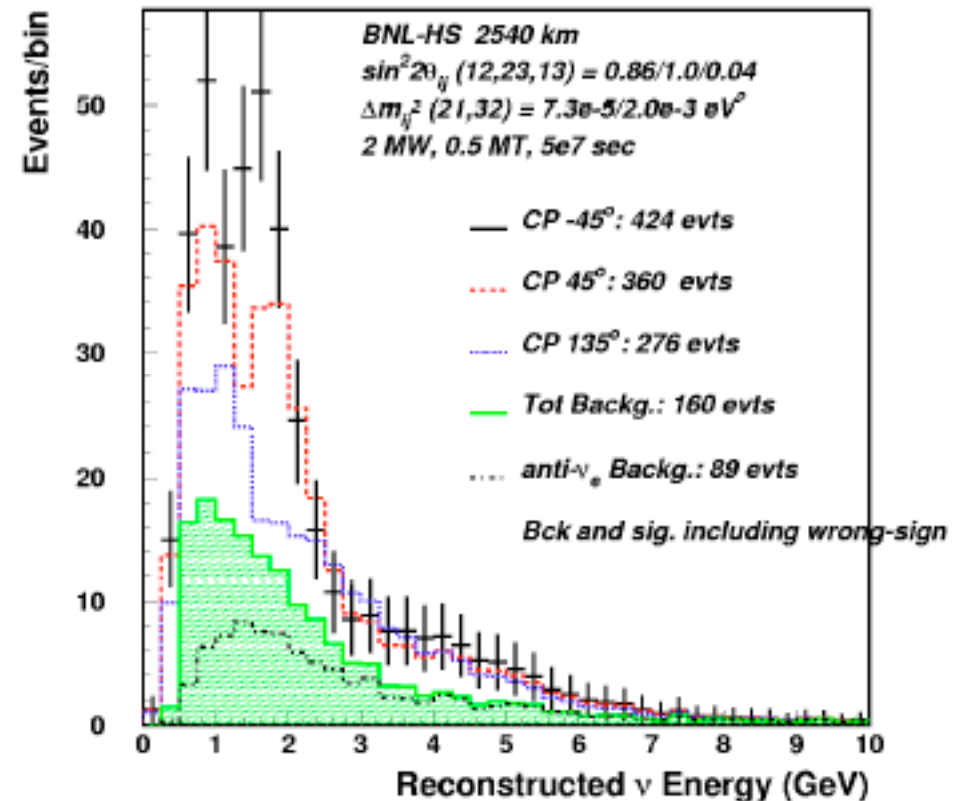 Events/bin
BNL-HS 2540 km
sin²2θij (12,23,13) = 0.86/1.0/0.04
Δmij² (21,32) = 7.3e-5/2.0e-3 eV²
2 MW, 0.5 MT, 5e7 sec
CP -45°: 424 evts
CP 45°: 360 evts
CP 135°: 276 evts
Tot Backg.: 160 evts
anti-νe Backg.: 89 evts
Bck and sig. including wrong-sign
50
40
30
20
10
0
0 1 2 3 4 5 6 7 8 9 10
Reconstructed ν Energy (GeV)